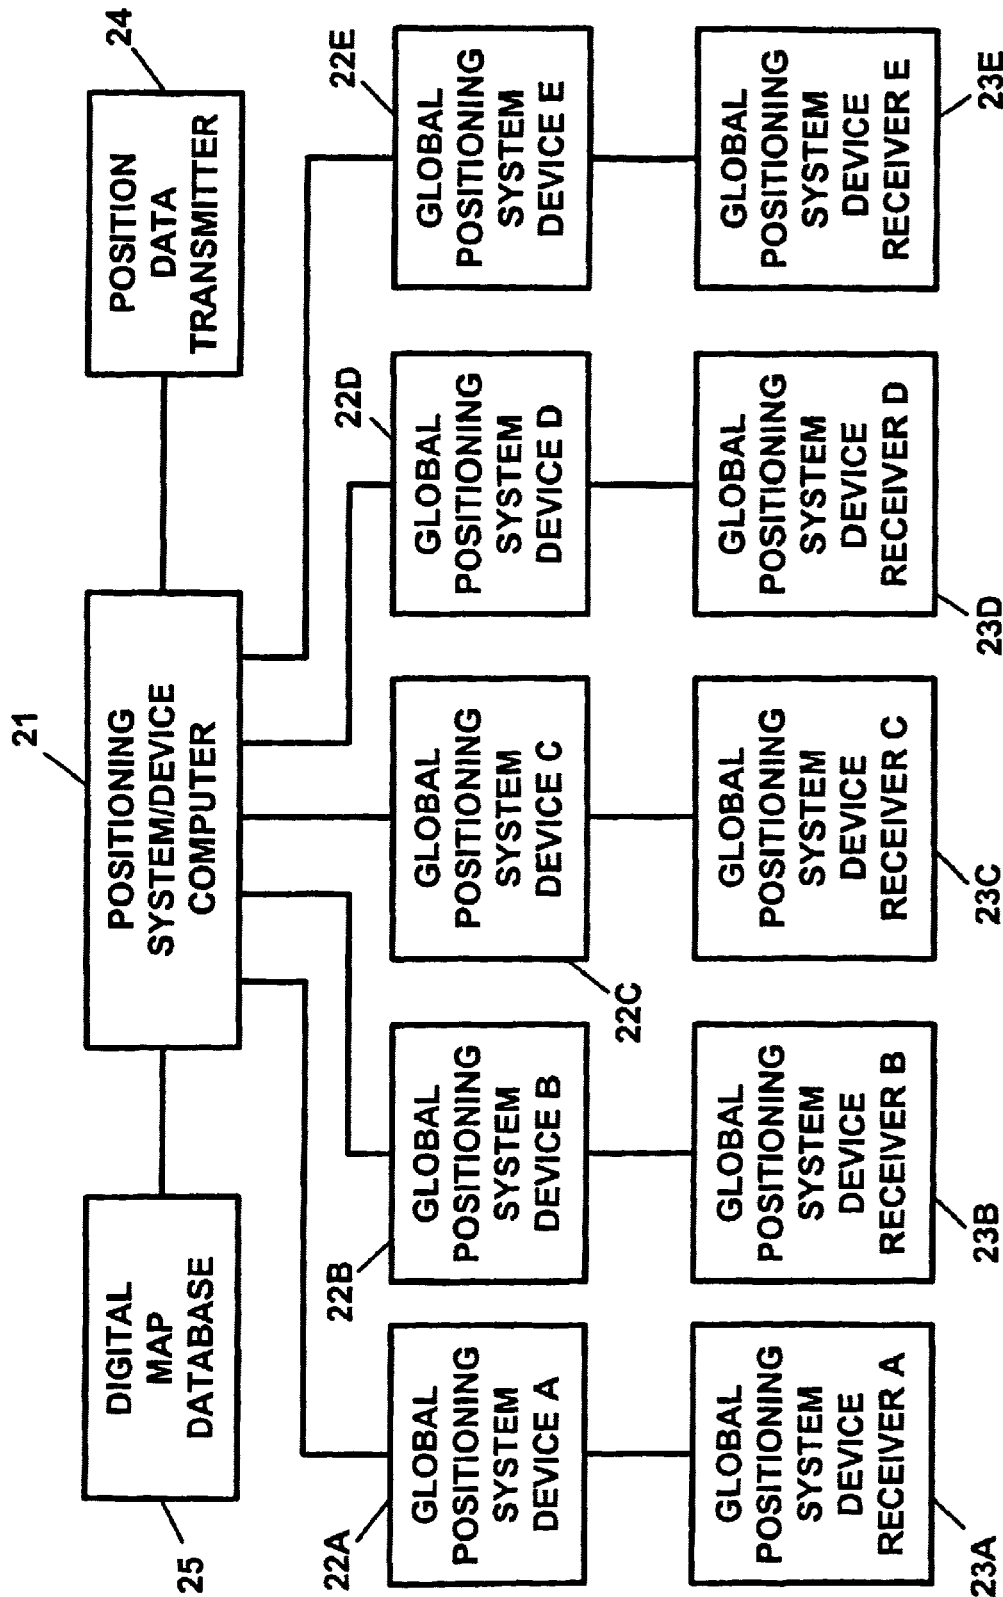 25
DIGITAL
MAP
DATABASE
21
POSITIONING
SYSTEM/DEVICE
COMPUTER
24
POSITION
DATA
TRANSMITTER
22A
GLOBAL
POSITIONING
SYSTEM
DEVICE A
22B
GLOBAL
POSITIONING
SYSTEM
DEVICE B
22C
GLOBAL
POSITIONING
SYSTEM
DEVICE C
22D
GLOBAL
POSITIONING
SYSTEM
DEVICE D
22E
GLOBAL
POSITIONING
SYSTEM
DEVICE E
23A
GLOBAL
POSITIONING
SYSTEM
DEVICE
RECEIVER A
23B
GLOBAL
POSITIONING
SYSTEM
DEVICE
RECEIVER B
23C
GLOBAL
POSITIONING
SYSTEM
DEVICE
RECEIVER C
23D
GLOBAL
POSITIONING
SYSTEM
DEVICE
RECEIVER D
23E
GLOBAL
POSITIONING
SYSTEM
DEVICE
RECEIVER E